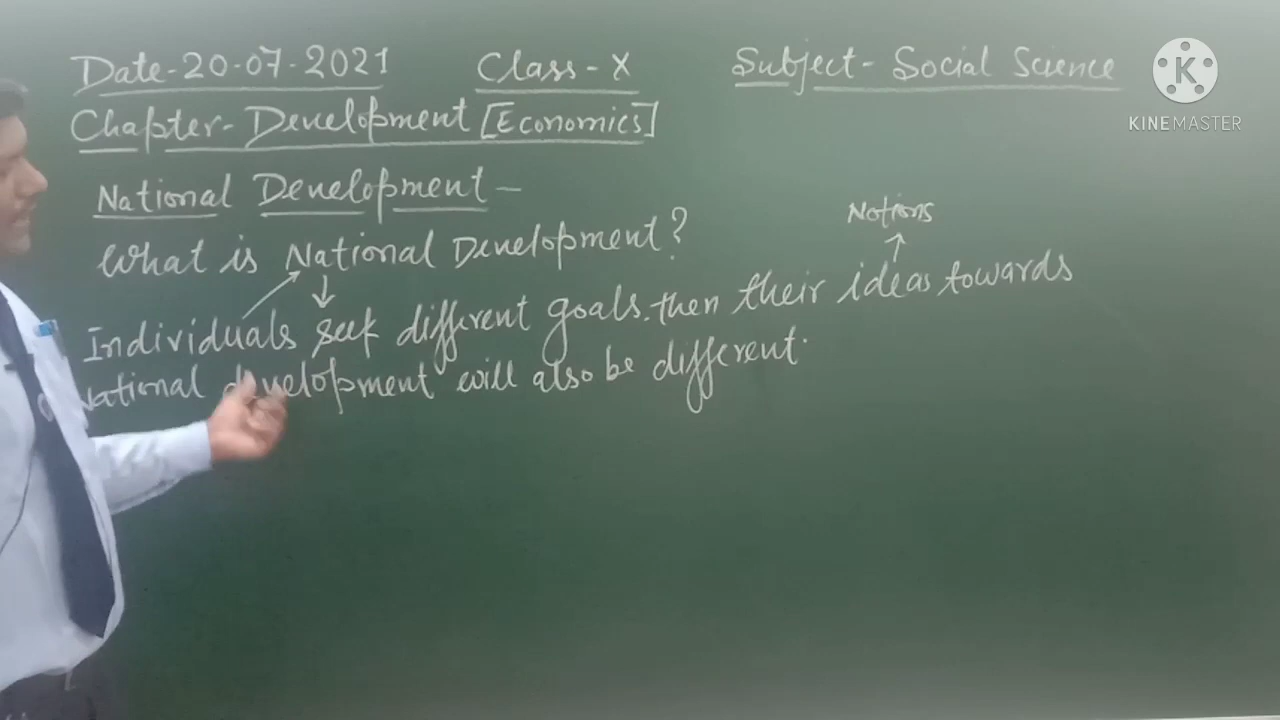 Date-20-07-2021 Class-X Subject- Social Science
Chapter- Development [Economics]
National Development-
Notions
What is National Development?
Individuals seek different goals. then their ideas towards
National development will also be different.
K
KINEMASTER